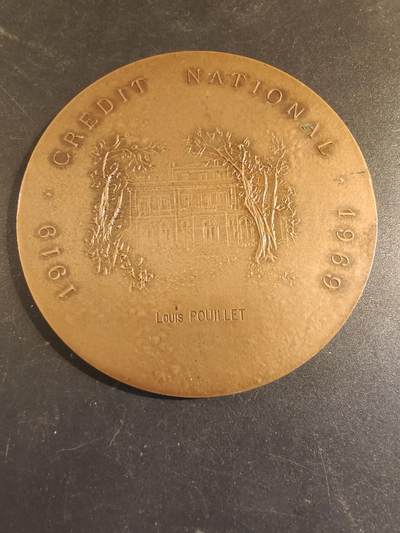 1919 · CREDIT NATIONAL · 1969
Louis POUILLET